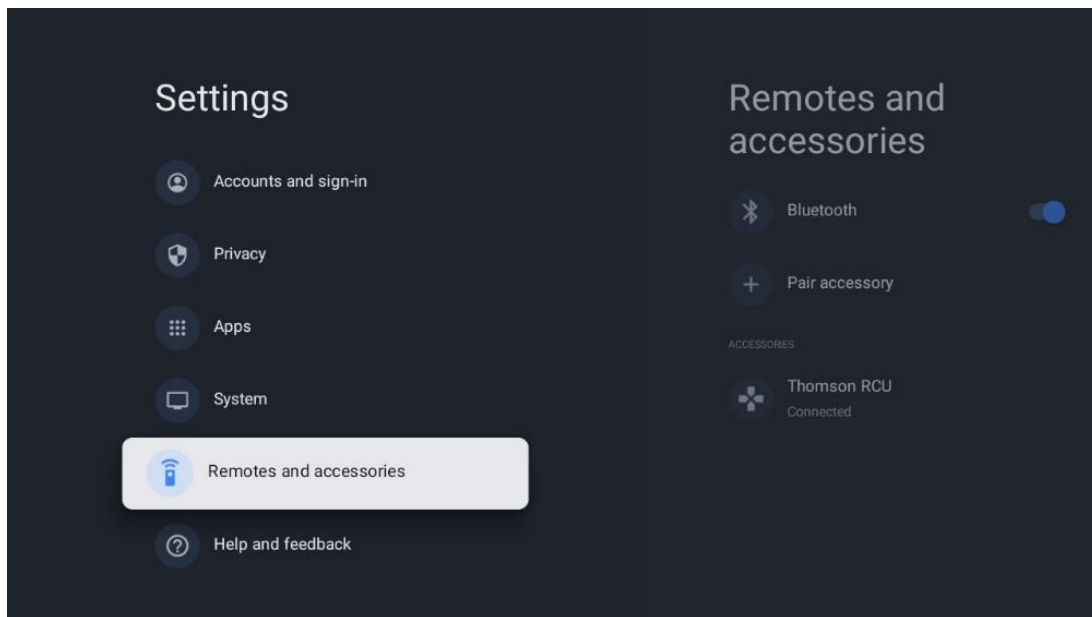 Settings
Accounts and sign-in
Privacy
Apps
System
Remotes and accessories
Help and feedback
Remotes and
accessories
Bluetooth
Pair accessory
ACCESSORIES
Thomson RCU
Connected